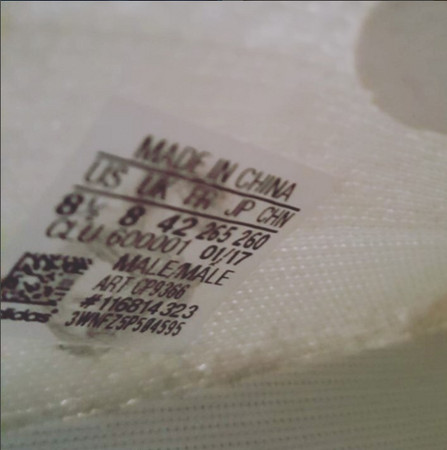 MADE IN CHINA
US UK FR JP CHN
8½ 8 42 265 260
CLU 600001 01/17
MALE/MALE
ART CP9366
#116814323
3WNFZ5P504595
adidas